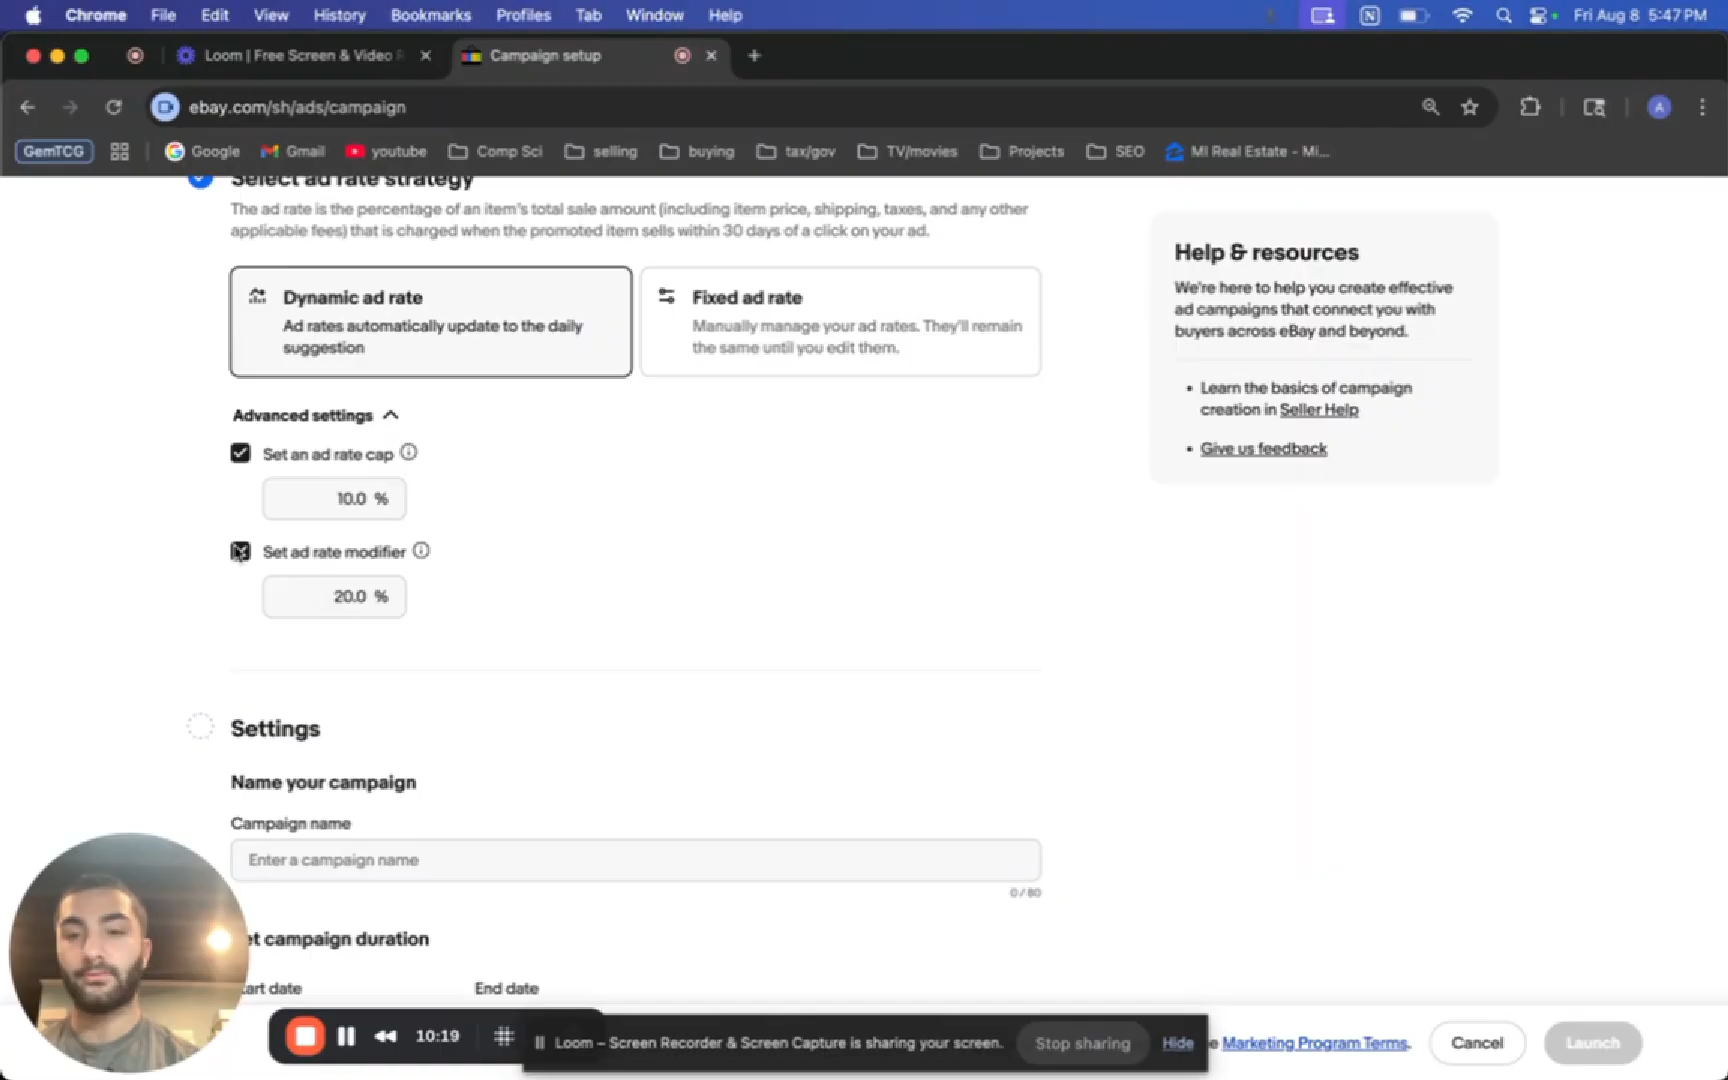 Chrome File Edit View History Bookmarks Profiles Tab Window Help Fri Aug 8 5:47 PM
Loom | Free Screen & Video Campaign setup
ebay.com/sh/ads/campaign
A
GemTCG Google Gmail youtube Comp Sci selling buying tax/gov TV/movies Projects SEO MI Real Estate - Mi...
Select ad rate strategy
The ad rate is the percentage of an item's total sale amount (including item price, shipping, taxes, and any other
applicable fees) that is charged when the promoted item sells within 30 days of a click on your ad.
Dynamic ad rate
Ad rates automatically update to the daily
suggestion
Fixed ad rate
Manually manage your ad rates. They'll remain
the same until you edit them.
Advanced settings
Set an ad rate cap
10.0 %
Set ad rate modifier
20.0 %
Help & resources
We're here to help you create effective
ad campaigns that connect you with
buyers across eBay and beyond.
• Learn the basics of campaign
creation in Seller Help
• Give us feedback
Settings
Name your campaign
Campaign name
Enter a campaign name
0/80
et campaign duration
tart date End date
10:19
Loom – Screen Recorder & Screen Capture is sharing your screen. Stop sharing Hide
e Marketing Program Terms.
Cancel Launch